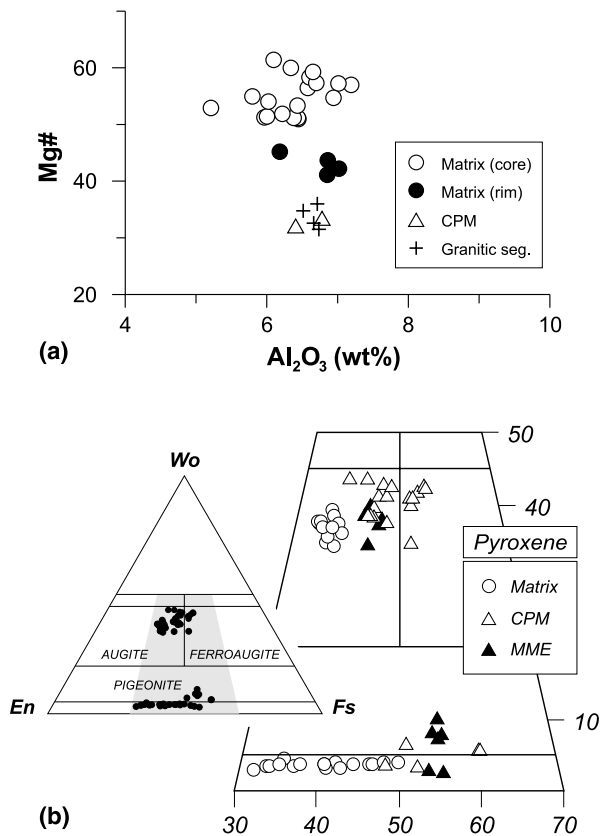 60
40
20
Mg#
Matrix (core)
Matrix (rim)
CPM
Granitic seg.
4
6
8
10
(a)
Al₂O₃ (wt%)
50
Wo
40
Pyroxene
Matrix
CPM
MME
AUGITE
FERROAUGITE
PIGEONITE
En
Fs
10
(b)
30
40
50
60
70